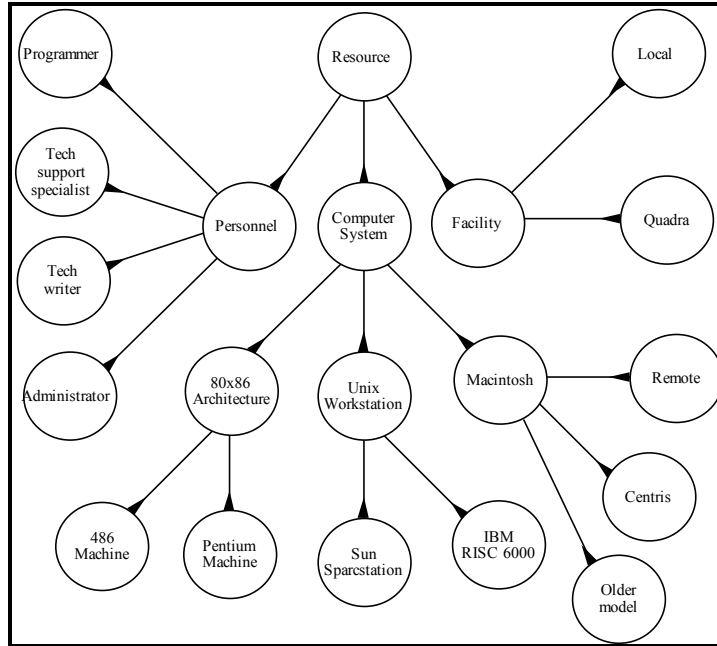 Programmer
Resource
Local
Tech
support
specialist
Personnel
Computer
System
Facility
Quadra
Tech
writer
Administrator
80x86
Architecture
Unix
Workstation
Macintosh
Remote
486
Machine
Pentium
Machine
Sun
Sparcstation
IBM
RISC 6000
Centris
Older
model